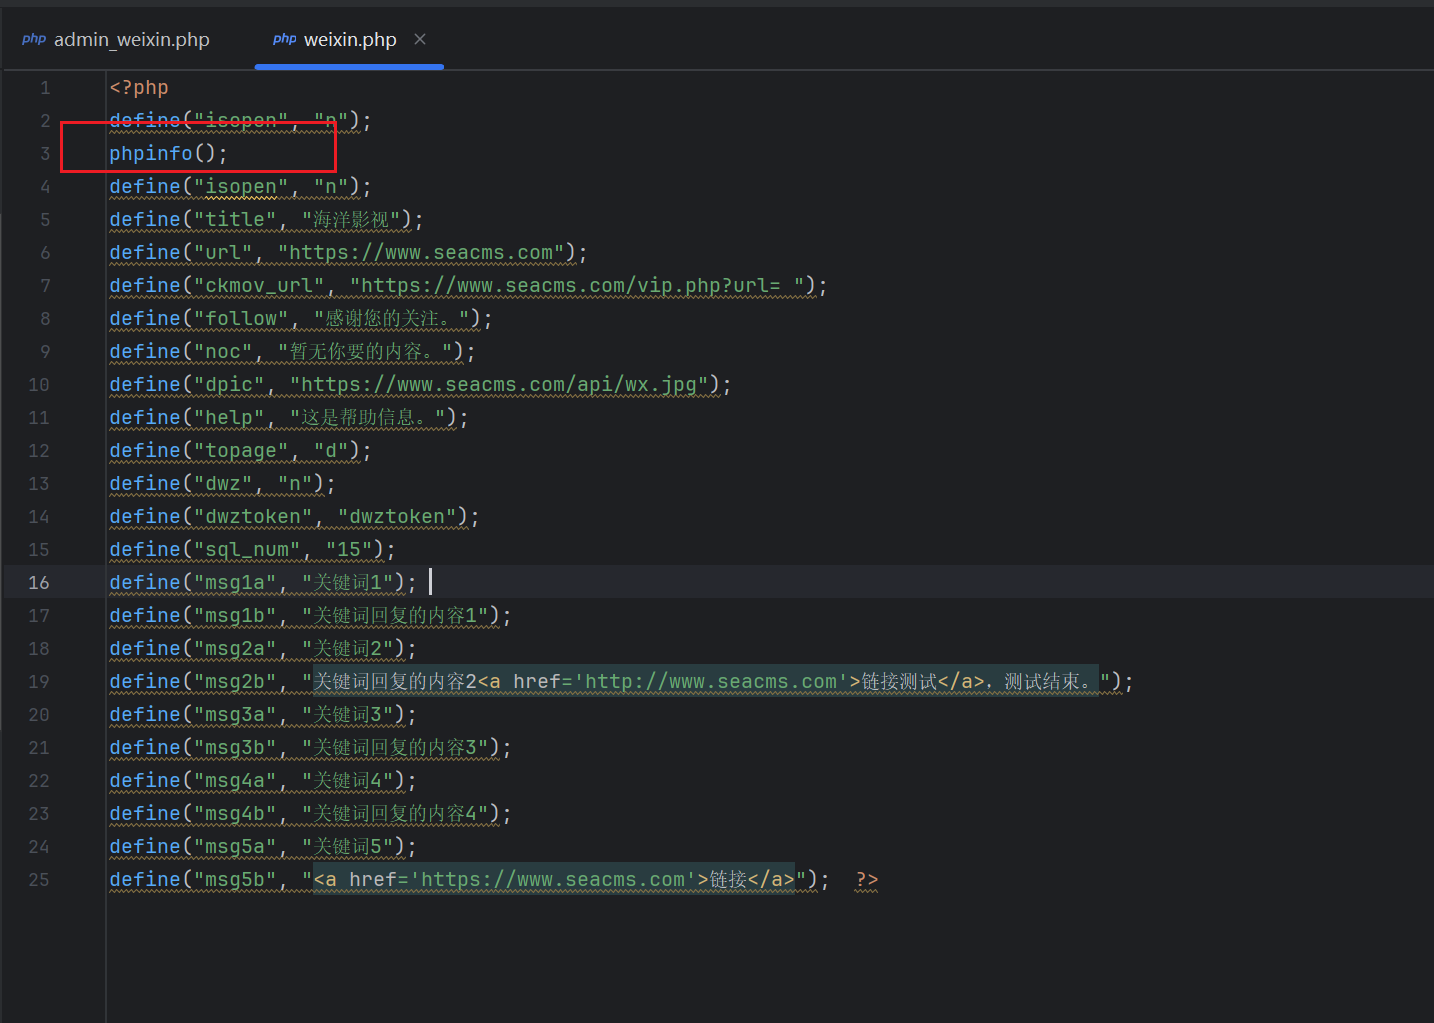 php admin_weixin.php php weixin.php ×
1 <?php
2 define("isopen", "n");
3 phpinfo();
4 define("isopen", "n");
5 define("title", "海洋影视");
6 define("url", "https://www.seacms.com");
7 define("ckmov_url", "https://www.seacms.com/vip.php?url= ");
8 define("follow", "感谢您的关注。");
9 define("noc", "暂无你要的内容。");
10 define("dpic", "https://www.seacms.com/api/wx.jpg");
11 define("help", "这是帮助信息。");
12 define("topage", "d");
13 define("dwz", "n");
14 define("dwztoken", "dwztoken");
15 define("sql_num", "15");
16 define("msg1a", "关键词1");
17 define("msg1b", "关键词回复的内容1");
18 define("msg2a", "关键词2");
19 define("msg2b", "关键词回复的内容2<a href='http://www.seacms.com'>链接测试</a>，测试结束。");
20 define("msg3a", "关键词3");
21 define("msg3b", "关键词回复的内容3");
22 define("msg4a", "关键词4");
23 define("msg4b", "关键词回复的内容4");
24 define("msg5a", "关键词5");
25 define("msg5b", "<a href='https://www.seacms.com'>链接</a>");  ?>